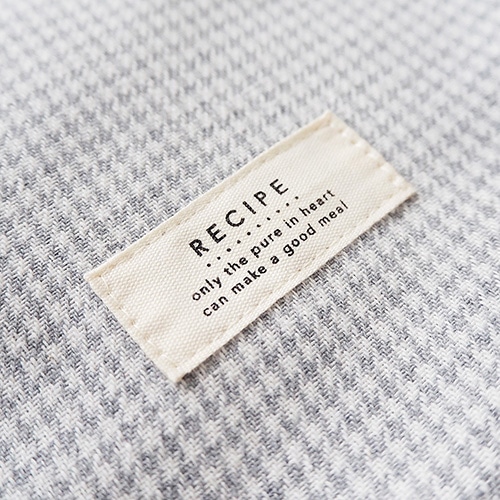 RECIPE
only the pure in heart
can make a good meal